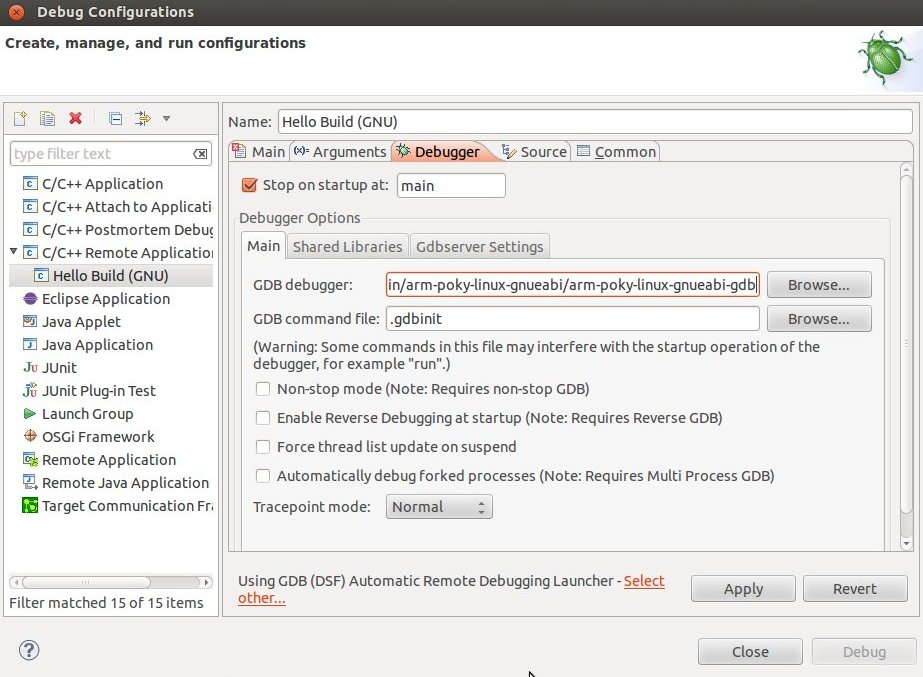 Debug Configurations
Create, manage, and run configurations
type filter text
C/C++ Application
C/C++ Attach to Applicati
C/C++ Postmortem Debug
C/C++ Remote Application
Hello Build (GNU)
Eclipse Application
Java Applet
Java Application
JUnit
JUnit Plug-in Test
Launch Group
OSGi Framework
Remote Application
Remote Java Application
Target Communication Fra
Filter matched 15 of 15 items
Name: Hello Build (GNU)
Main (x)= Arguments Debugger Source Common
Stop on startup at: main
Debugger Options
Main Shared Libraries Gdbserver Settings
GDB debugger: in/arm-poky-linux-gnueabi/arm-poky-linux-gnueabi-gdb Browse...
GDB command file: .gdbinit Browse...
(Warning: Some commands in this file may interfere with the startup operation of the
debugger, for example "run".)
Non-stop mode (Note: Requires non-stop GDB)
Enable Reverse Debugging at startup (Note: Requires Reverse GDB)
Force thread list update on suspend
Automatically debug forked processes (Note: Requires Multi Process GDB)
Tracepoint mode: Normal
Using GDB (DSF) Automatic Remote Debugging Launcher - Select
other...
Apply Revert
Close Debug